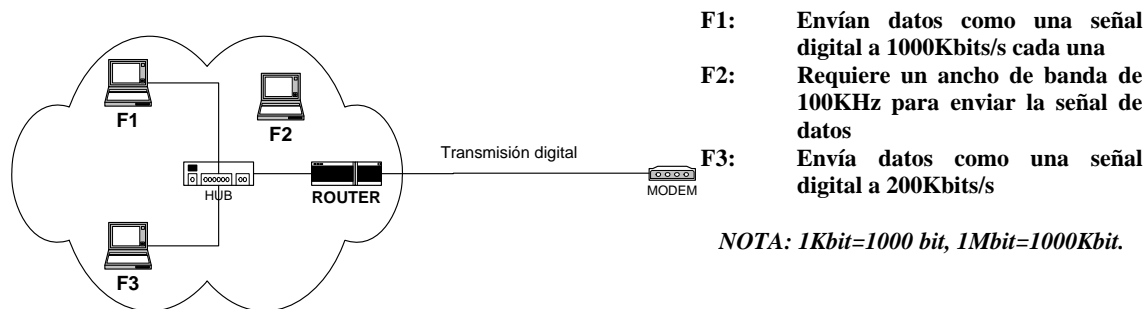 F1: Envían datos como una señal
digital a 1000Kbits/s cada una
F2: Requiere un ancho de banda de
100KHz para enviar la señal de
datos
F3: Envía datos como una señal
digital a 200Kbits/s
NOTA: 1Kbit=1000 bit, 1Mbit=1000Kbit.
F1
F2
Transmisión digital
HUB
ROUTER
MODEM
F3